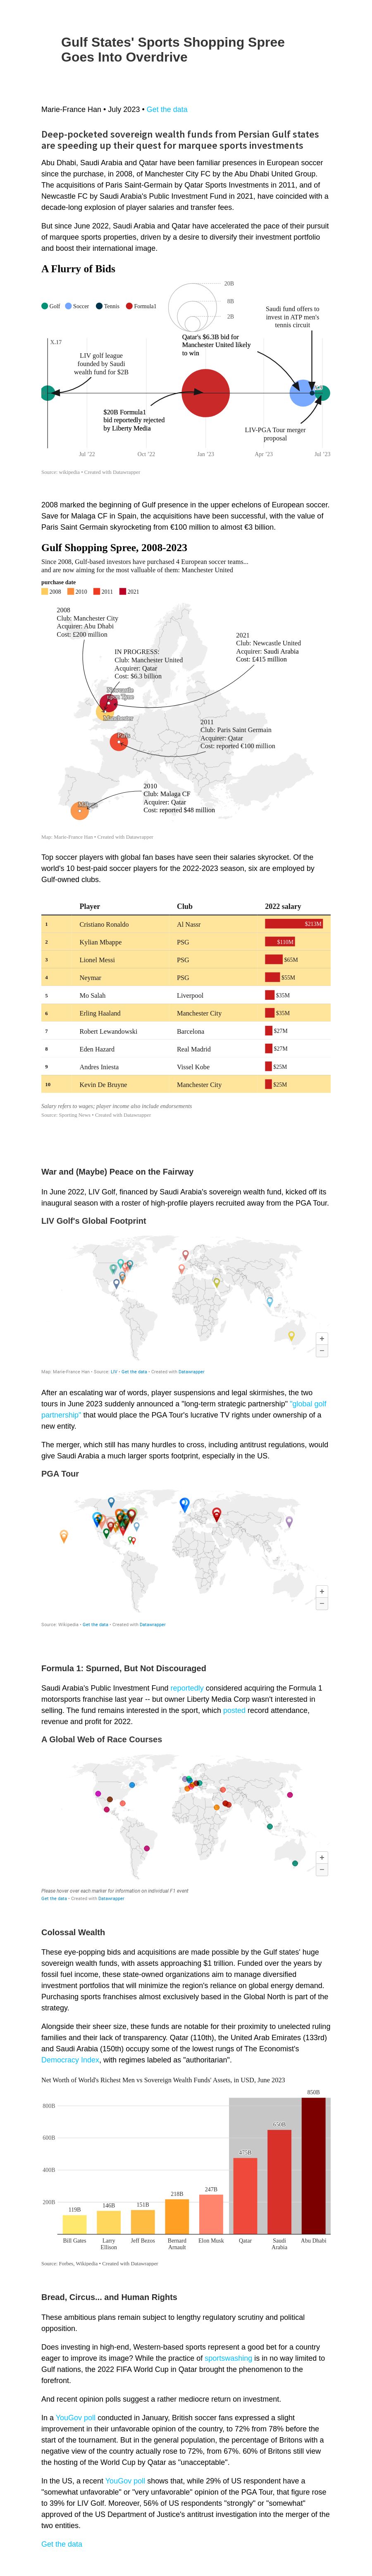 Gulf States' Sports Shopping Spree
Goes Into Overdrive
Marie-France Han • July 2023 • Get the data
Deep-pocketed sovereign wealth funds from Persian Gulf states
are speeding up their quest for marquee sports investments
Abu Dhabi, Saudi Arabia and Qatar have been familiar presences in European soccer
since the purchase, in 2008, of Manchester City FC by the Abu Dhabi United Group.
The acquisitions of Paris Saint-Germain by Qatar Sports Investments in 2011, and of
Newcastle FC by Saudi Arabia's Public Investment Fund in 2021, have coincided with a
decade-long explosion of player salaries and transfer fees.
But since June 2022, Saudi Arabia and Qatar have accelerated the pace of their pursuit
of marquee sports properties, driven by a desire to diversify their investment portfolio
and boost their international image.
A Flurry of Bids
20B
8B
2B
Golf Soccer Tennis Formula1
Saudi fund offers to
invest in ATP men's
tennis circuit
Qatar's $6.3B bid for
Manchester United likely
to win
X.17
LIV golf league
founded by Saudi
wealth fund for $2B
$20B Formula1
bid reportedly rejected
by Liberty Media
LIV-PGA Tour merger
proposal
Jul '22 Oct '22 Jan '23 Apr '23 Jul '23
Source: wikipedia • Created with Datawrapper
2008 marked the beginning of Gulf presence in the upper echelons of European soccer.
Save for Malaga CF in Spain, the acquisitions have been successful, with the value of
Paris Saint Germain skyrocketing from €100 million to almost €3 billion.
Gulf Shopping Spree, 2008-2023
Since 2008, Gulf-based investors have purchased 4 European soccer teams...
and are now aiming for the most valluable of them: Manchester United
purchase date
2008 2010 2011 2021
2008
Club: Manchester City
Acquirer: Abu Dhabi
Cost: £200 million
IN PROGRESS:
Club: Manchester United
Acquirer: Qatar
Cost: $6.3 billion
2021
Club: Newcastle United
Acquirer: Saudi Arabia
Cost: £415 million
Newcastle
upon Tyne
Manchester
Paris
2011
Club: Paris Saint Germain
Acquirer: Qatar
Cost: reported €100 million
2010
Club: Malaga CF
Acquirer: Qatar
Cost: reported $48 million
Málaga
Map: Marie-France Han • Created with Datawrapper
Top soccer players with global fan bases have seen their salaries skyrocket. Of the
world's 10 best-paid soccer players for the 2022-2023 season, six are employed by
Gulf-owned clubs.
Player Club 2022 salary
1 Cristiano Ronaldo Al Nassr $213M
2 Kylian Mbappe PSG $110M
3 Lionel Messi PSG $65M
4 Neymar PSG $55M
5 Mo Salah Liverpool $35M
6 Erling Haaland Manchester City $35M
7 Robert Lewandowski Barcelona $27M
8 Eden Hazard Real Madrid $27M
9 Andres Iniesta Vissel Kobe $25M
10 Kevin De Bruyne Manchester City $25M
Salary refers to wages; player income also include endorsements
Source: Sporting News • Created with Datawrapper
War and (Maybe) Peace on the Fairway
In June 2022, LIV Golf, financed by Saudi Arabia's sovereign wealth fund, kicked off its
inaugural season with a roster of high-profile players recruited away from the PGA Tour.
LIV Golf's Global Footprint
+
−
Map: Marie-France Han • Source: LIV • Get the data • Created with Datawrapper
After an escalating war of words, player suspensions and legal skirmishes, the two
tours in June 2023 suddenly announced a "long-term strategic partnership" "global golf
partnership" that would place the PGA Tour's lucrative TV rights under ownership of a
new entity.
The merger, which still has many hurdles to cross, including antitrust regulations, would
give Saudi Arabia a much larger sports footprint, especially in the US.
PGA Tour
+
−
Source: Wikipedia • Get the data • Created with Datawrapper
Formula 1: Spurned, But Not Discouraged
Saudi Arabia's Public Investment Fund reportedly considered acquiring the Formula 1
motorsports franchise last year -- but owner Liberty Media Corp wasn't interested in
selling. The fund remains interested in the sport, which posted record attendance,
revenue and profit for 2022.
A Global Web of Race Courses
+
−
Please hover over each marker for information on individual F1 event
Get the data • Created with Datawrapper
Colossal Wealth
These eye-popping bids and acquisitions are made possible by the Gulf states' huge
sovereign wealth funds, with assets approaching $1 trillion. Funded over the years by
fossil fuel income, these state-owned organizations aim to manage diversified
investment portfolios that will minimize the region's reliance on global energy demand.
Purchasing sports franchises almost exclusively based in the Global North is part of the
strategy.
Alongside their sheer size, these funds are notable for their proximity to unelected ruling
families and their lack of transparency. Qatar (110th), the United Arab Emirates (133rd)
and Saudi Arabia (150th) occupy some of the lowest rungs of The Economist's
Democracy Index, with regimes labeled as "authoritarian".
Net Worth of World's Richest Men vs Sovereign Wealth Funds' Assets, in USD, June 2023
850B
800B
650B
600B
475B
400B
247B
218B
200B
151B
146B
119B
Bill Gates Larry Ellison Jeff Bezos Bernard Arnault Elon Musk Qatar Saudi Arabia Abu Dhabi
Source: Forbes, Wikipedia • Created with Datawrapper
Bread, Circus... and Human Rights
These ambitious plans remain subject to lengthy regulatory scrutiny and political
opposition.
Does investing in high-end, Western-based sports represent a good bet for a country
eager to improve its image? While the practice of sportswashing is in no way limited to
Gulf nations, the 2022 FIFA World Cup in Qatar brought the phenomenon to the
forefront.
And recent opinion polls suggest a rather mediocre return on investment.
In a YouGov poll conducted in January, British soccer fans expressed a slight
improvement in their unfavorable opinion of the country, to 72% from 78% before the
start of the tournament. But in the general population, the percentage of Britons with a
negative view of the country actually rose to 72%, from 67%. 60% of Britons still view
the hosting of the World Cup by Qatar as "unacceptable".
In the US, a recent YouGov poll shows that, while 29% of US respondent have a
"somewhat unfavorable" or "very unfavorable" opinion of the PGA Tour, that figure rose
to 39% for LIV Golf. Moreover, 56% of US respondents "strongly" or "somewhat"
approved of the US Department of Justice's antitrust investigation into the merger of the
two entities.
Get the data